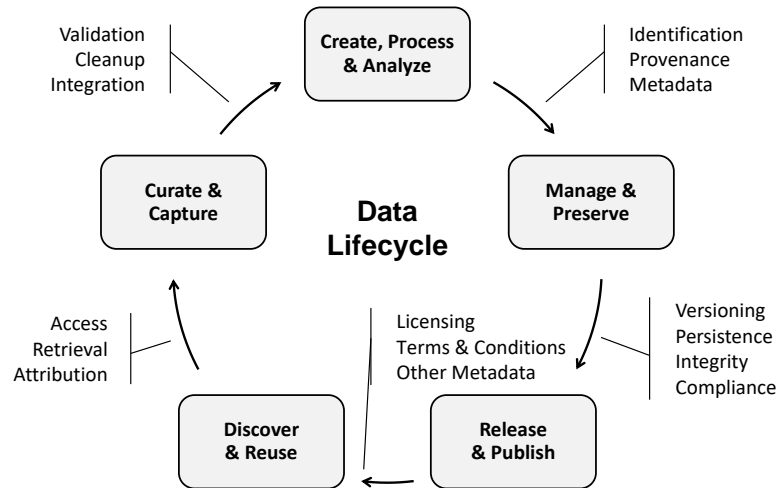 Validation
Cleanup
Integration
Create, Process
& Analyze
Identification
Provenance
Metadata
Curate &
Capture
Data
Lifecycle
Manage &
Preserve
Access
Retrieval
Attribution
Licensing
Terms & Conditions
Other Metadata
Versioning
Persistence
Integrity
Compliance
Discover
& Reuse
Release
& Publish